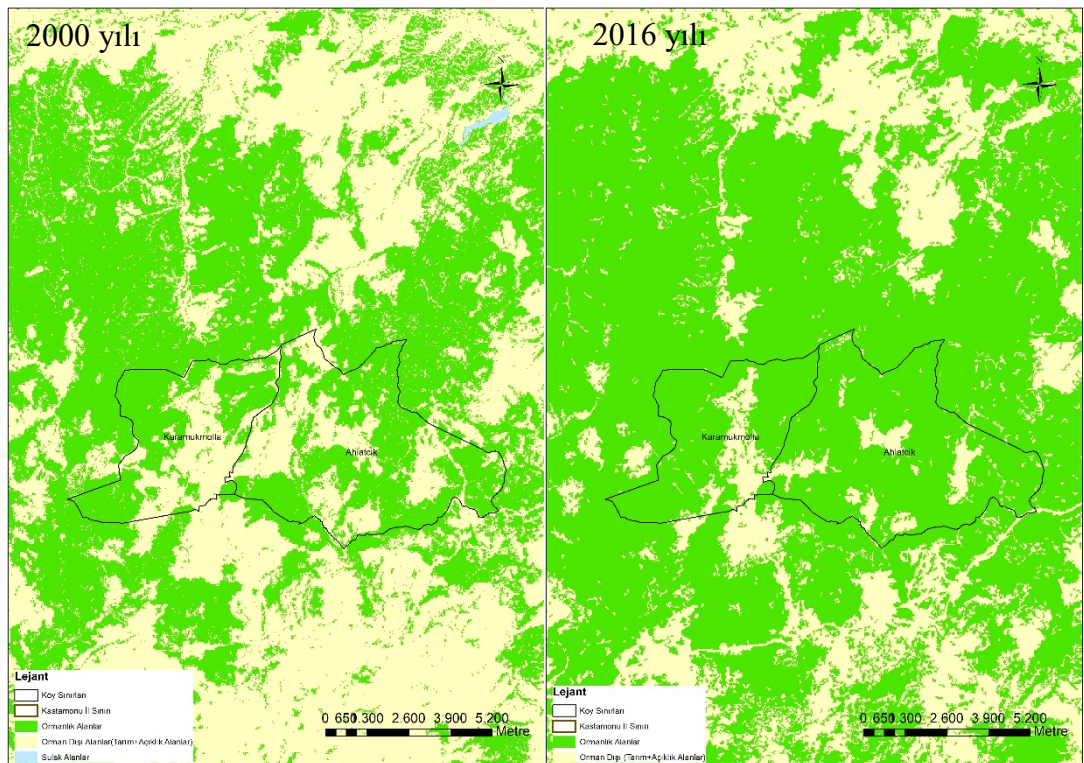 2000 yılı
N
Karamukmolla
Ahlatcik
Lejant
Köy Sınırları
Kastamonu İl Sınırı
Ormanlık Alanlar
Orman Dışı Alanlar(Tarım+Açıklık Alanlar)
Sulak Alanlar
0 650 1.300 2.600 3.900 5.200
Metre
2016 yılı
N
Karamukmolla
Ahlatcik
Lejant
Köy Sınırları
Kastamonu İl Sınırı
Ormanlık Alanlar
Orman Dışı (Tarım+Açıklık Alanlar)
0 650 1.300 2.600 3.900 5.200
Metre